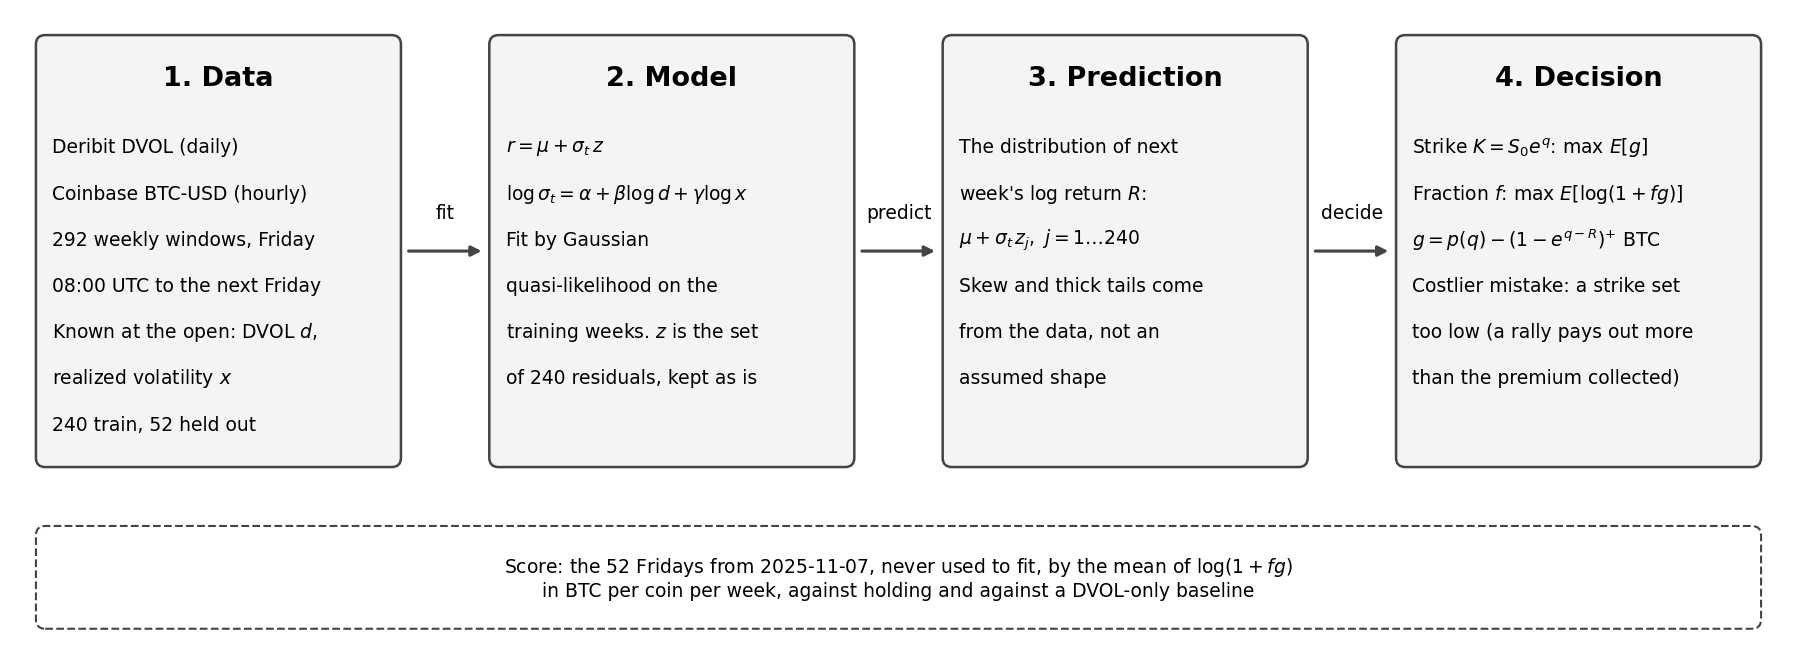 1. Data
Deribit DVOL (daily)
Coinbase BTC-USD (hourly)
292 weekly windows, Friday
08:00 UTC to the next Friday
Known at the open: DVOL d,
realized volatility x
240 train, 52 held out
fit
2. Model
r = μ + σ_t z
log σ_t = α + β log d + γ log x
Fit by Gaussian
quasi-likelihood on the
training weeks. z is the set
of 240 residuals, kept as is
predict
3. Prediction
The distribution of next
week's log return R:
μ + σ_t z_j, j = 1…240
Skew and thick tails come
from the data, not an
assumed shape
decide
4. Decision
Strike K = S₀e^q: max E[g]
Fraction f: max E[log(1 + fg)]
g = p(q) − (1 − e^{q − R})⁺ BTC
Costlier mistake: a strike set
too low (a rally pays out more
than the premium collected)
Score: the 52 Fridays from 2025-11-07, never used to fit, by the mean of log(1 + fg)
in BTC per coin per week, against holding and against a DVOL-only baseline